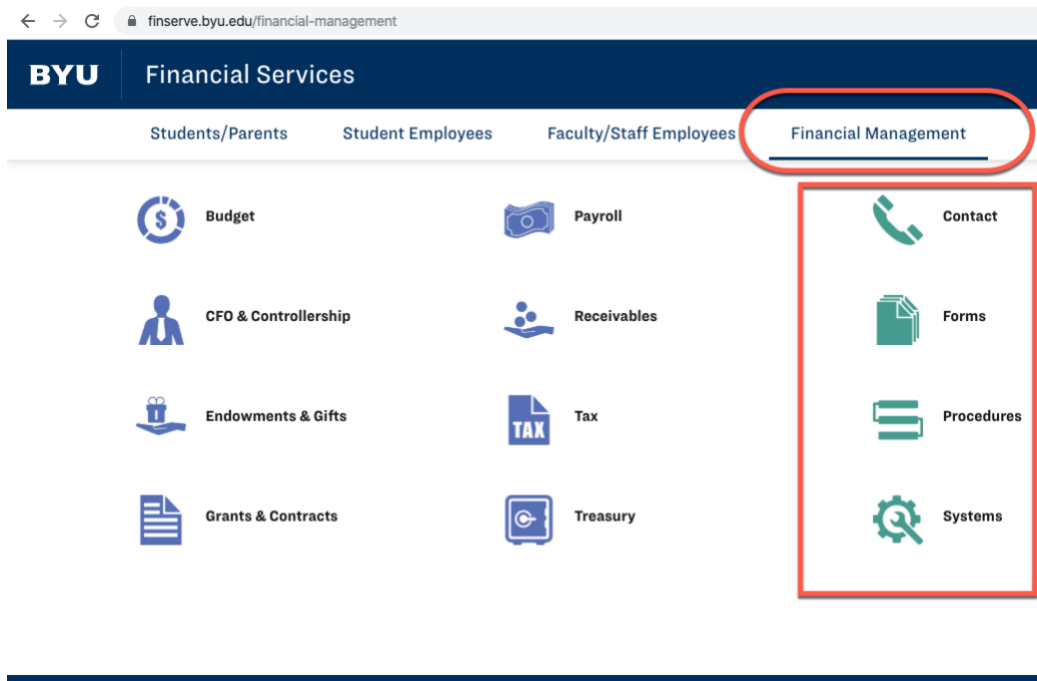 finserve.byu.edu/financial-management
BYU Financial Services
Students/Parents Student Employees Faculty/Staff Employees Financial Management
$ Budget Payroll Contact
CFO & Controllership Receivables Forms
Endowments & Gifts TAX Tax Procedures
Grants & Contracts Treasury Systems